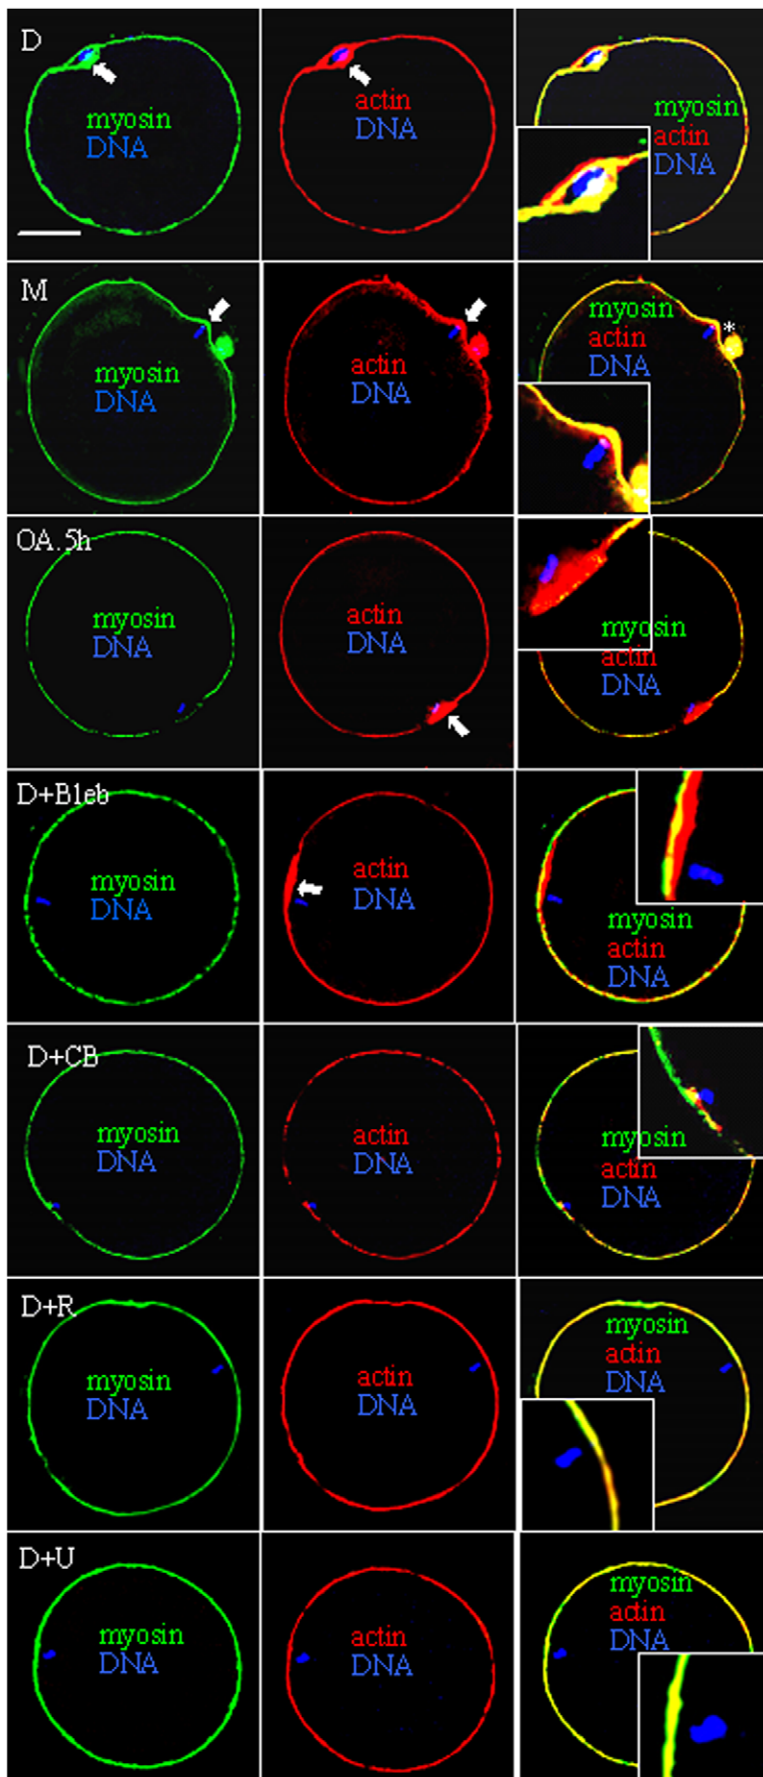 D
myosin
DNA
actin
DNA
myosin
actin
DNA
M
myosin
DNA
actin
DNA
myosin
actin
DNA
*
OA.5h
myosin
DNA
actin
DNA
myosin
actin
DNA
D+Bleb
myosin
DNA
actin
DNA
myosin
actin
DNA
D+CB
myosin
DNA
actin
DNA
myosin
actin
DNA
D+R
myosin
DNA
actin
DNA
myosin
actin
DNA
D+U
myosin
DNA
actin
DNA
myosin
actin
DNA